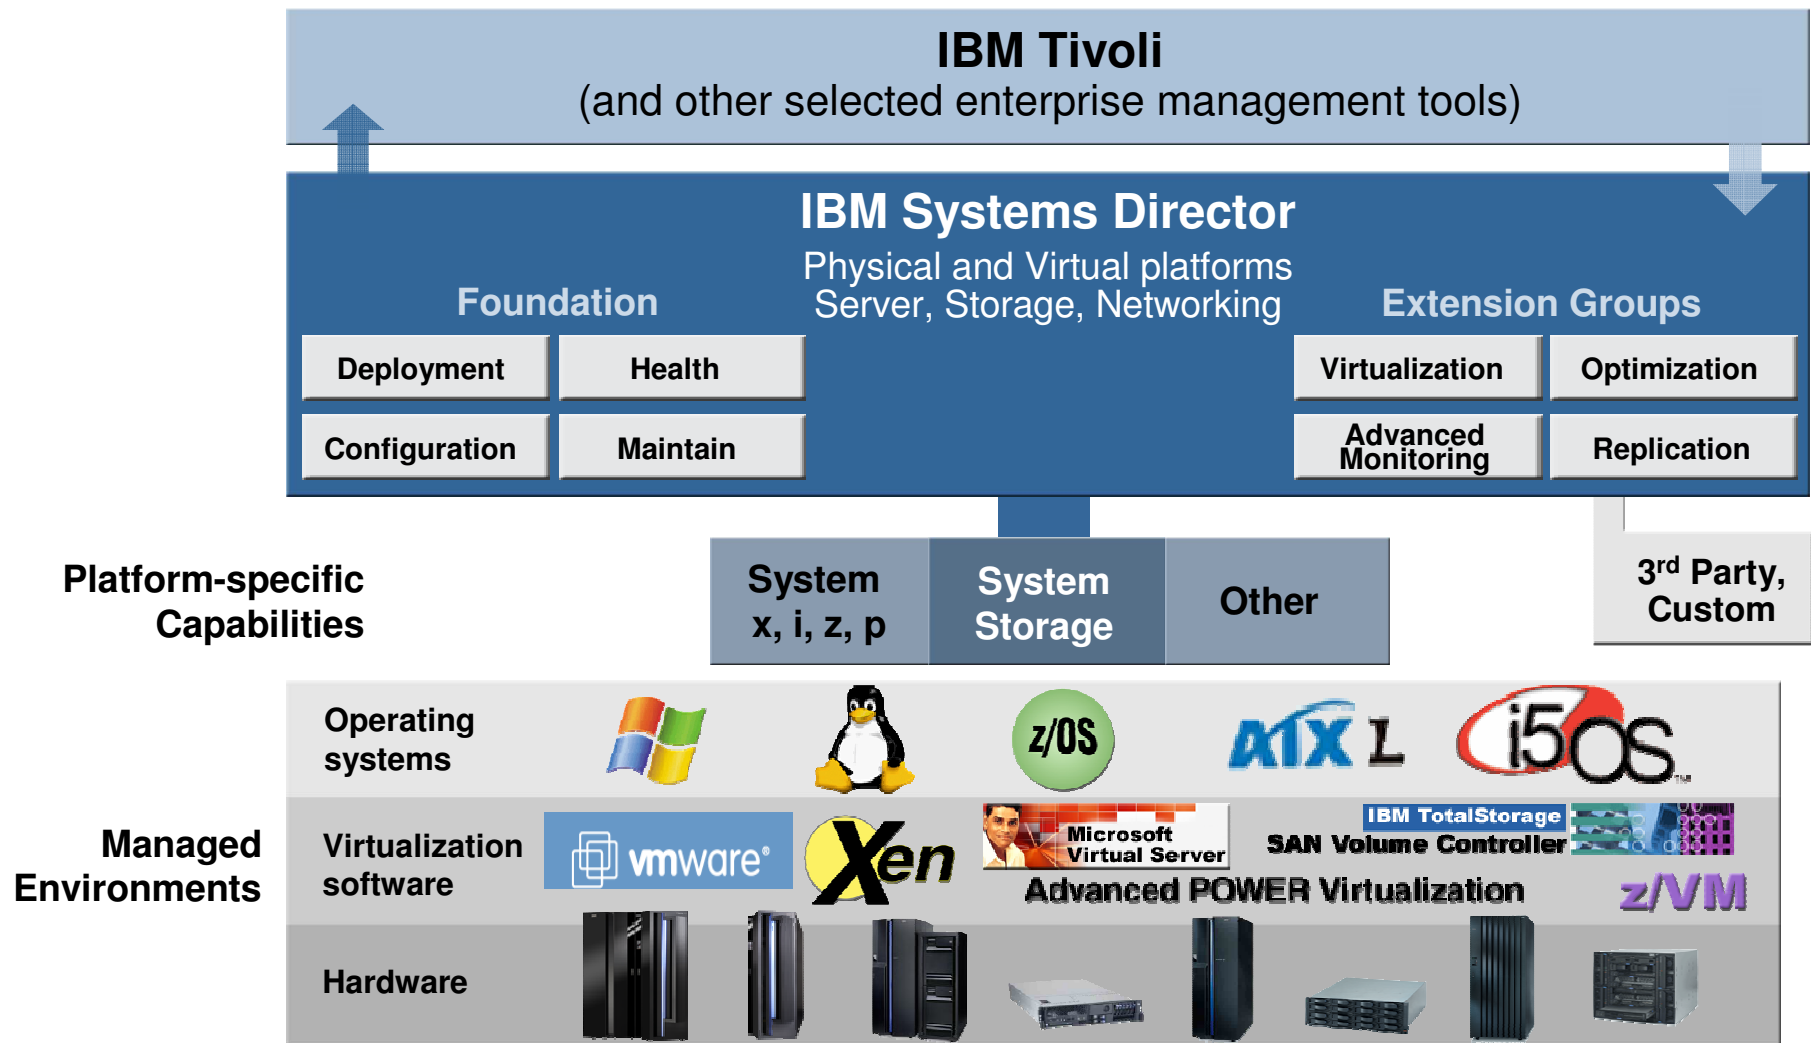 IBM Tivoli
(and other selected enterprise management tools)
IBM Systems Director
Physical and Virtual platforms
Server, Storage, Networking
Foundation
Deployment
Health
Configuration
Maintain
Extension Groups
Virtualization
Optimization
Advanced
Monitoring
Replication
Platform-specific
Capabilities
System
x, i, z, p
System
Storage
Other
3rd Party,
Custom
Managed
Environments
Operating
systems
z/OS
AIX L
i5OS™
Virtualization
software
vmware®
Xen
Microsoft
Virtual Server
IBM TotalStorage
SAN Volume Controller
Advanced POWER Virtualization
z/VM
Hardware